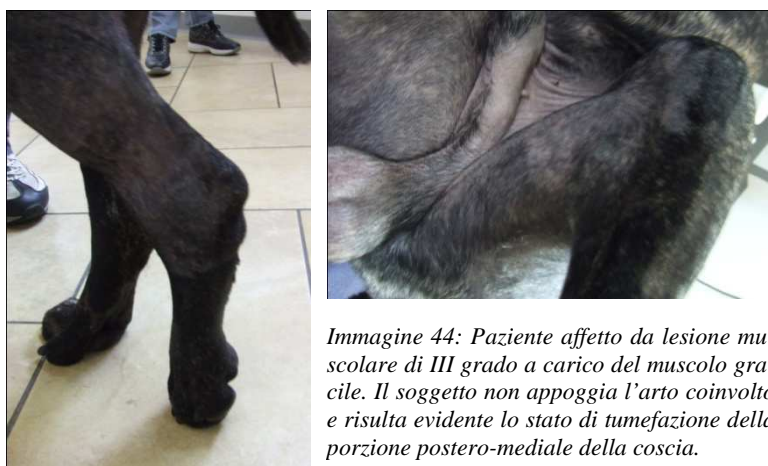 Immagine 44: Paziente affetto da lesione mu-
scolare di III grado a carico del muscolo gra-
cile. Il soggetto non appoggia l’arto coinvolto
e risulta evidente lo stato di tumefazione della
porzione postero-mediale della coscia.